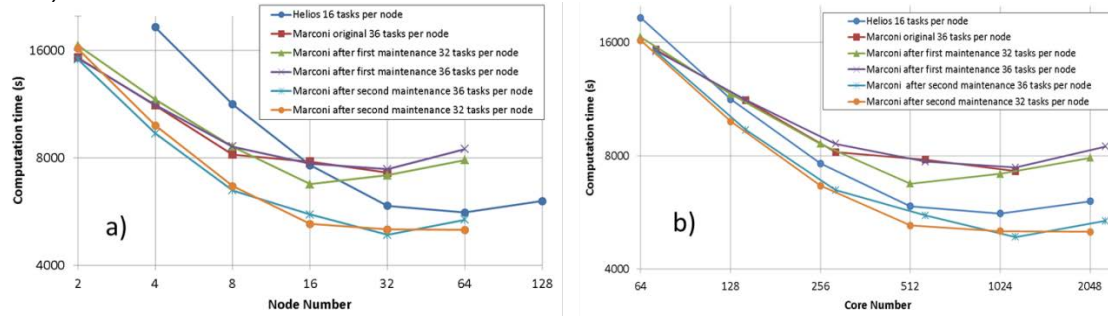 Computation time (s)
16000
8000
4000
2
4
8
16
32
64
128
Node Number
a)
Helios 16 tasks per node
Marconi original 36 tasks per node
Marconi after first maintenance 32 tasks per node
Marconi after first maintenance 36 tasks per node
Marconi after second maintenance 36 tasks per node
Marconi after second maintenance 32 tasks per node
Computation time (s)
16000
8000
4000
64
128
256
512
1024
2048
Core Number
b)
Helios 16 tasks per node
Marconi original 36 tasks per node
Marconi after first maintenance 32 tasks per node
Marconi after first maintenance 36 tasks per node
Marconi after second maintenance 36 tasks per node
Marconi after second maintenance 32 tasks per node